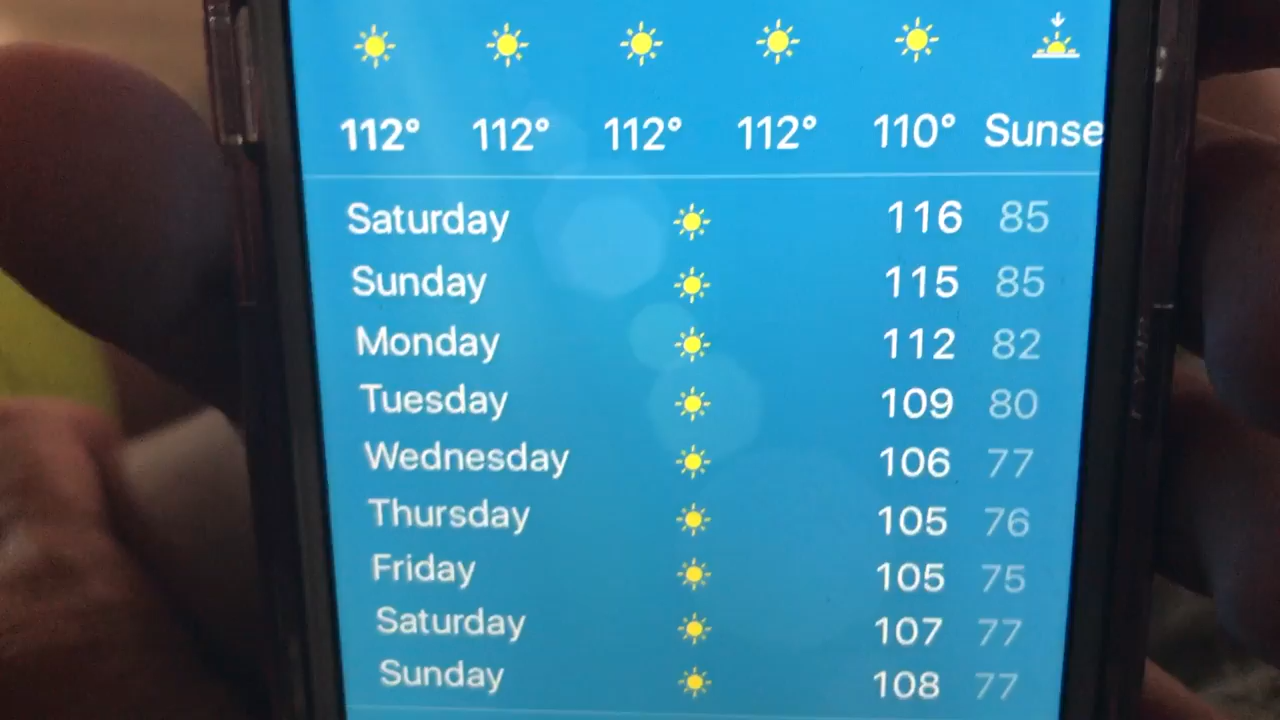 112° 112° 112° 112° 110° Sunse
Saturday 116 85
Sunday 115 85
Monday 112 82
Tuesday 109 80
Wednesday 106 77
Thursday 105 76
Friday 105 75
Saturday 107 77
Sunday 108 77